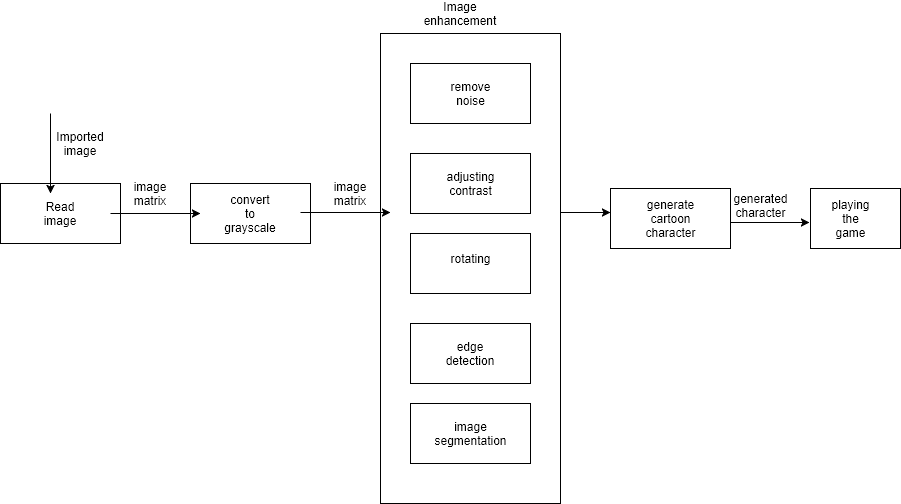 Image
enhancement
remove
noise
Imported
image
adjusting
contrast
image
matrix
image
matrix
Read
image
convert
to
grayscale
generate
cartoon
character
generated
character
playing
the
game
rotating
edge
detection
image
segmentation